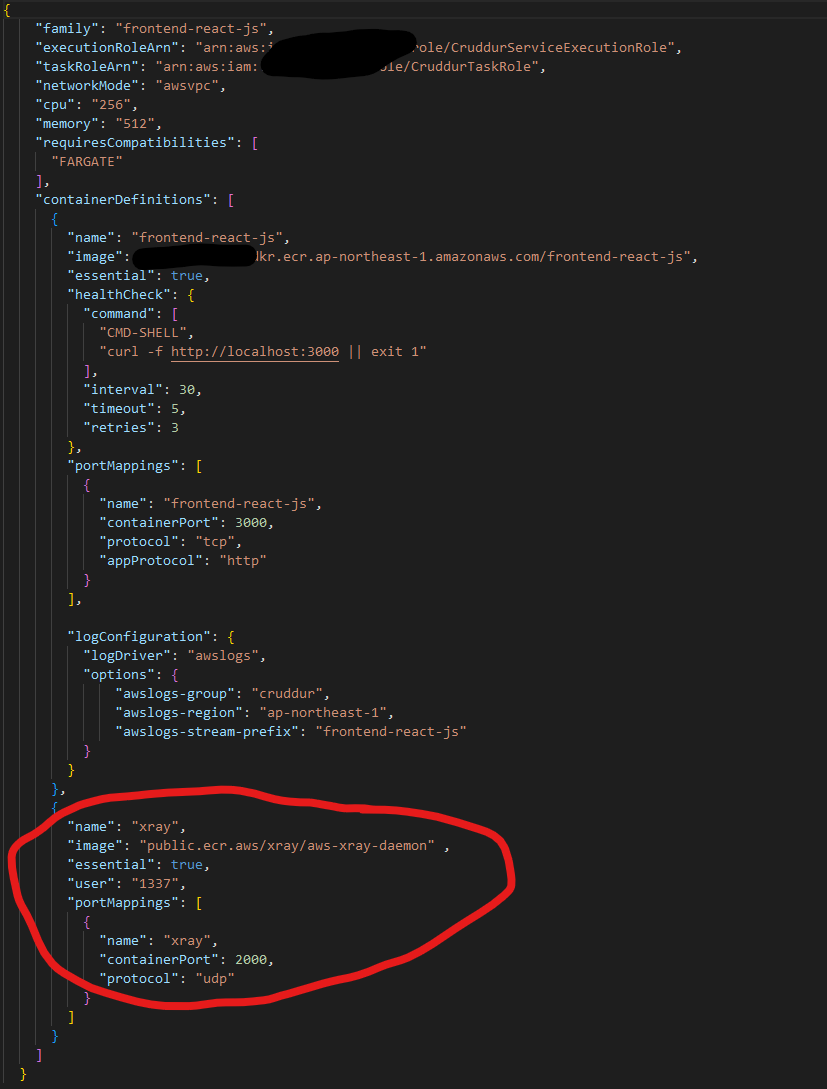 {
"family": "frontend-react-js",
"executionRoleArn": "arn:aws: role/CruddurServiceExecutionRole",
"taskRoleArn": "arn:aws:iam: /CruddurTaskRole",
"networkMode": "awsvpc",
"cpu": "256",
"memory": "512",
"requiresCompatibilities": [
"FARGATE"
],
"containerDefinitions": [
{
"name": "frontend-react-js",
"image": dkr.ecr.ap-northeast-1.amazonaws.com/frontend-react-js",
"essential": true,
"healthCheck": {
"command": [
"CMD-SHELL",
"curl -f http://localhost:3000 || exit 1"
],
"interval": 30,
"timeout": 5,
"retries": 3
},
"portMappings": [
{
"name": "frontend-react-js",
"containerPort": 3000,
"protocol": "tcp",
"appProtocol": "http"
}
],
"logConfiguration": {
"logDriver": "awslogs",
"options": {
"awslogs-group": "cruddur",
"awslogs-region": "ap-northeast-1",
"awslogs-stream-prefix": "frontend-react-js"
}
}
},
{
"name": "xray",
"image": "public.ecr.aws/xray/aws-xray-daemon" ,
"essential": true,
"user": "1337",
"portMappings": [
{
"name": "xray",
"containerPort": 2000,
"protocol": "udp"
}
]
}
]
}